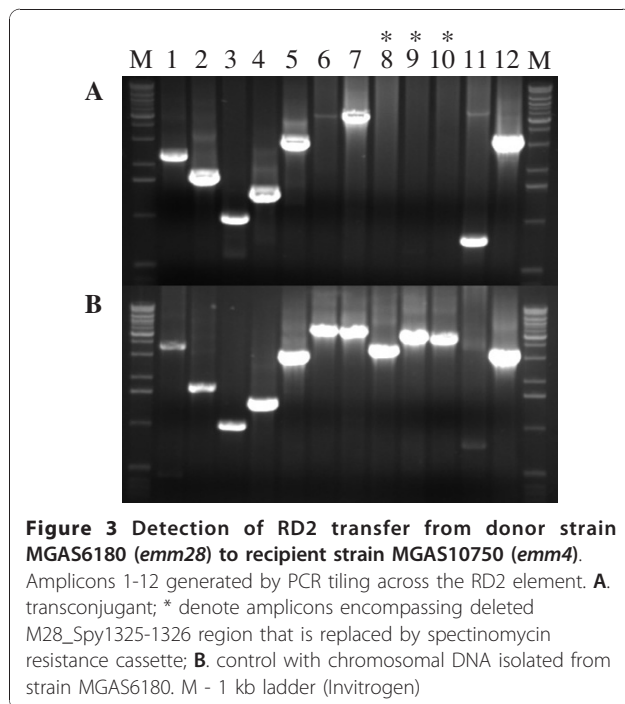 * * *
M 1 2 3 4 5 6 7 8 9 10 11 12 M
A
B
Figure 3 Detection of RD2 transfer from donor strain
MGAS6180 (emm28) to recipient strain MGAS10750 (emm4).
Amplicons 1-12 generated by PCR tiling across the RD2 element. A.
transconjugant; * denote amplicons encompassing deleted
M28_Spy1325-1326 region that is replaced by spectinomycin
resistance cassette; B. control with chromosomal DNA isolated from
strain MGAS6180. M - 1 kb ladder (Invitrogen)